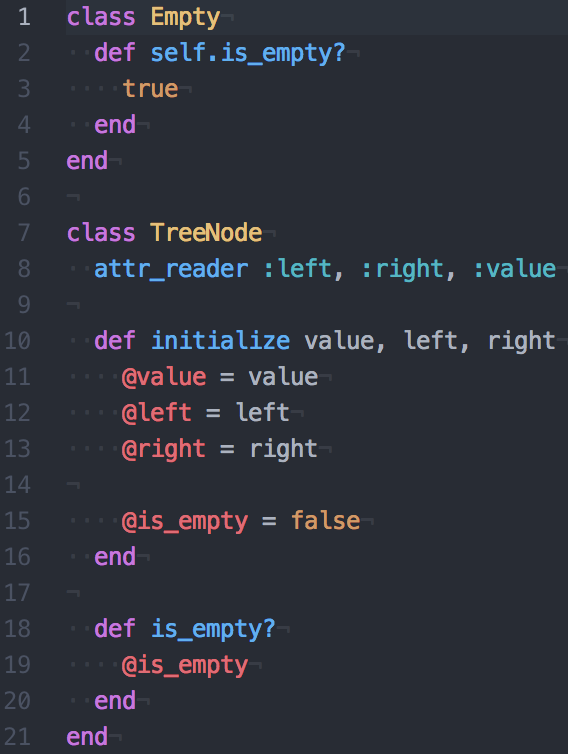 1 class Empty¬
2 ··def self.is_empty?¬
3 ····true¬
4 ··end¬
5 end¬
6 ¬
7 class TreeNode¬
8 ··attr_reader :left, :right, :value
9 ¬
10 ··def initialize value, left, right
11 ····@value = value¬
12 ····@left = left¬
13 ····@right = right¬
14 ¬
15 ····@is_empty = false¬
16 ··end¬
17 ¬
18 ··def is_empty?¬
19 ····@is_empty¬
20 ··end¬
21 end¬